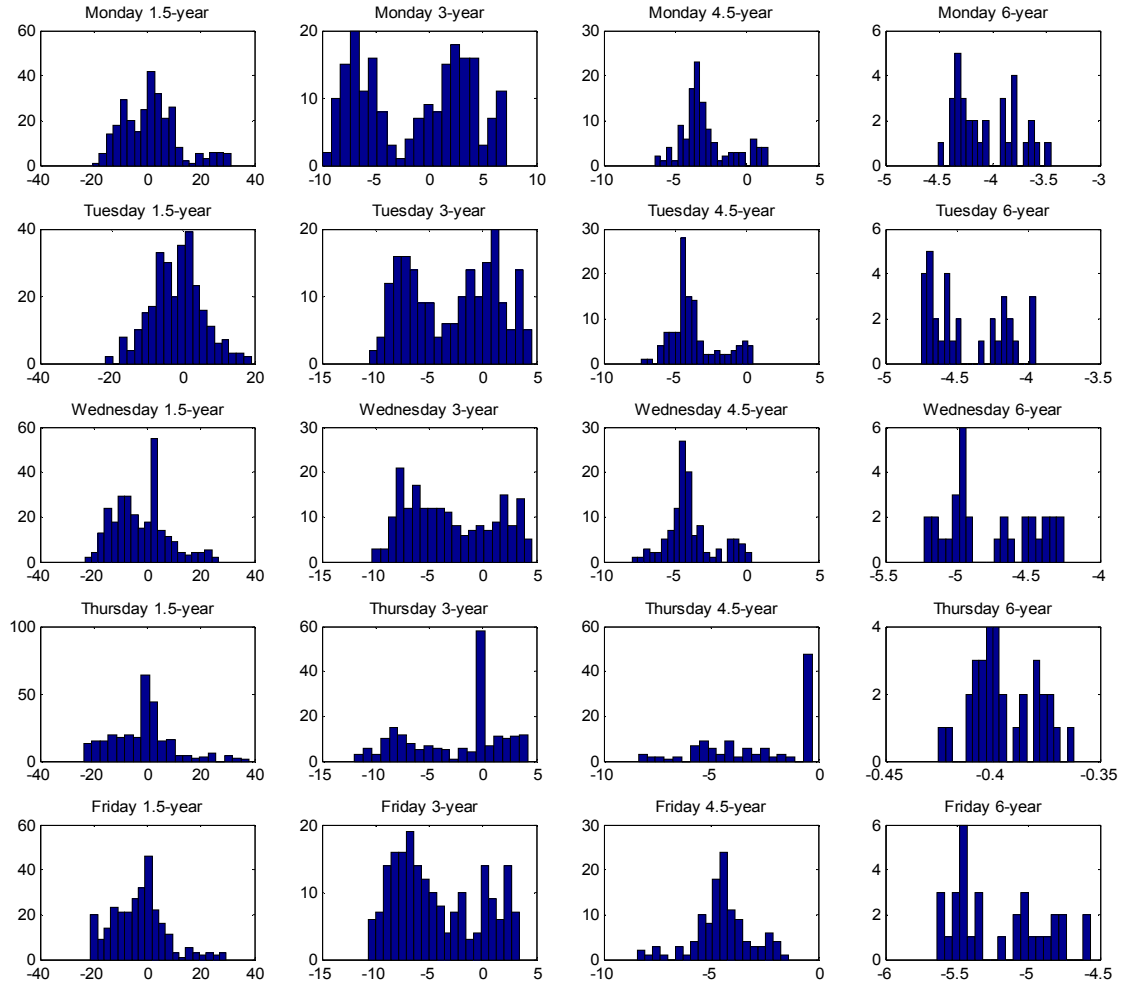 Monday 1.5-year Monday 3-year Monday 4.5-year Monday 6-year
60 20 30 6
40 20 4
20 10 10 2
0 0 0 0
-40 -20 0 20 40 -10 -5 0 5 10 -10 -5 0 5 -5 -4.5 -4 -3.5 -3
Tuesday 1.5-year Tuesday 3-year Tuesday 4.5-year Tuesday 6-year
40 20 30 6
20 4
20 10 10 2
0 0 0 0
-40 -20 0 20 -15 -10 -5 0 5 -10 -5 0 5 -5 -4.5 -4 -3.5
Wednesday 1.5-year Wednesday 3-year Wednesday 4.5-year Wednesday 6-year
60 30 30 6
40 20 20 4
20 10 10 2
0 0 0 0
-40 -20 0 20 40 -15 -10 -5 0 5 -10 -5 0 5 -5.5 -5 -4.5 -4
Thursday 1.5-year Thursday 3-year Thursday 4.5-year Thursday 6-year
100 60 60 4
40 40
50 20 20 2
0 0 0 0
-40 -20 0 20 40 -15 -10 -5 0 5 -10 -5 0 -0.45 -0.4 -0.35
Friday 1.5-year Friday 3-year Friday 4.5-year Friday 6-year
60 20 30 6
40 20 4
20 10 10 2
0 0 0 0
-40 -20 0 20 40 -15 -10 -5 0 5 -10 -5 0 -6 -5.5 -5 -4.5